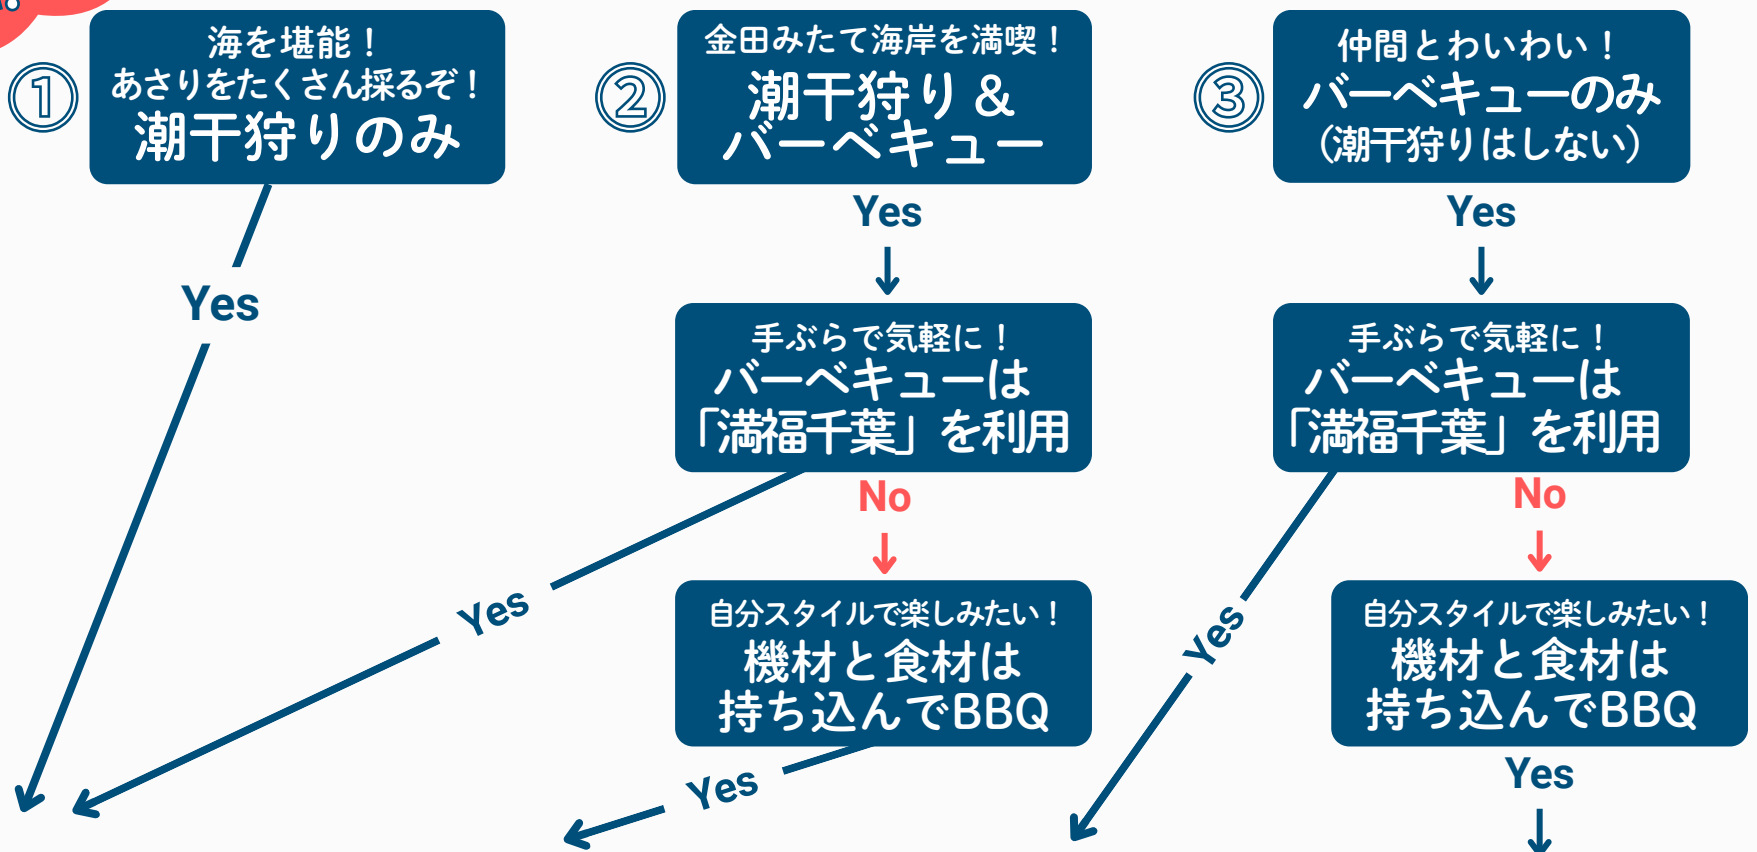 ①
海を堪能！
あさりをたくさん採るぞ！
潮干狩りのみ
Yes
②
金田みたて海岸を満喫！
潮干狩り＆
バーベキュー
Yes
手ぶらで気軽に！
バーベキューは
「満福千葉」を利用
Yes
No
自分スタイルで楽しみたい！
機材と食材は
持ち込んでBBQ
Yes
③
仲間とわいわい！
バーベキューのみ
（潮干狩りはしない）
Yes
手ぶらで気軽に！
バーベキューは
「満福千葉」を利用
Yes
No
自分スタイルで楽しみたい！
機材と食材は
持ち込んでBBQ
Yes